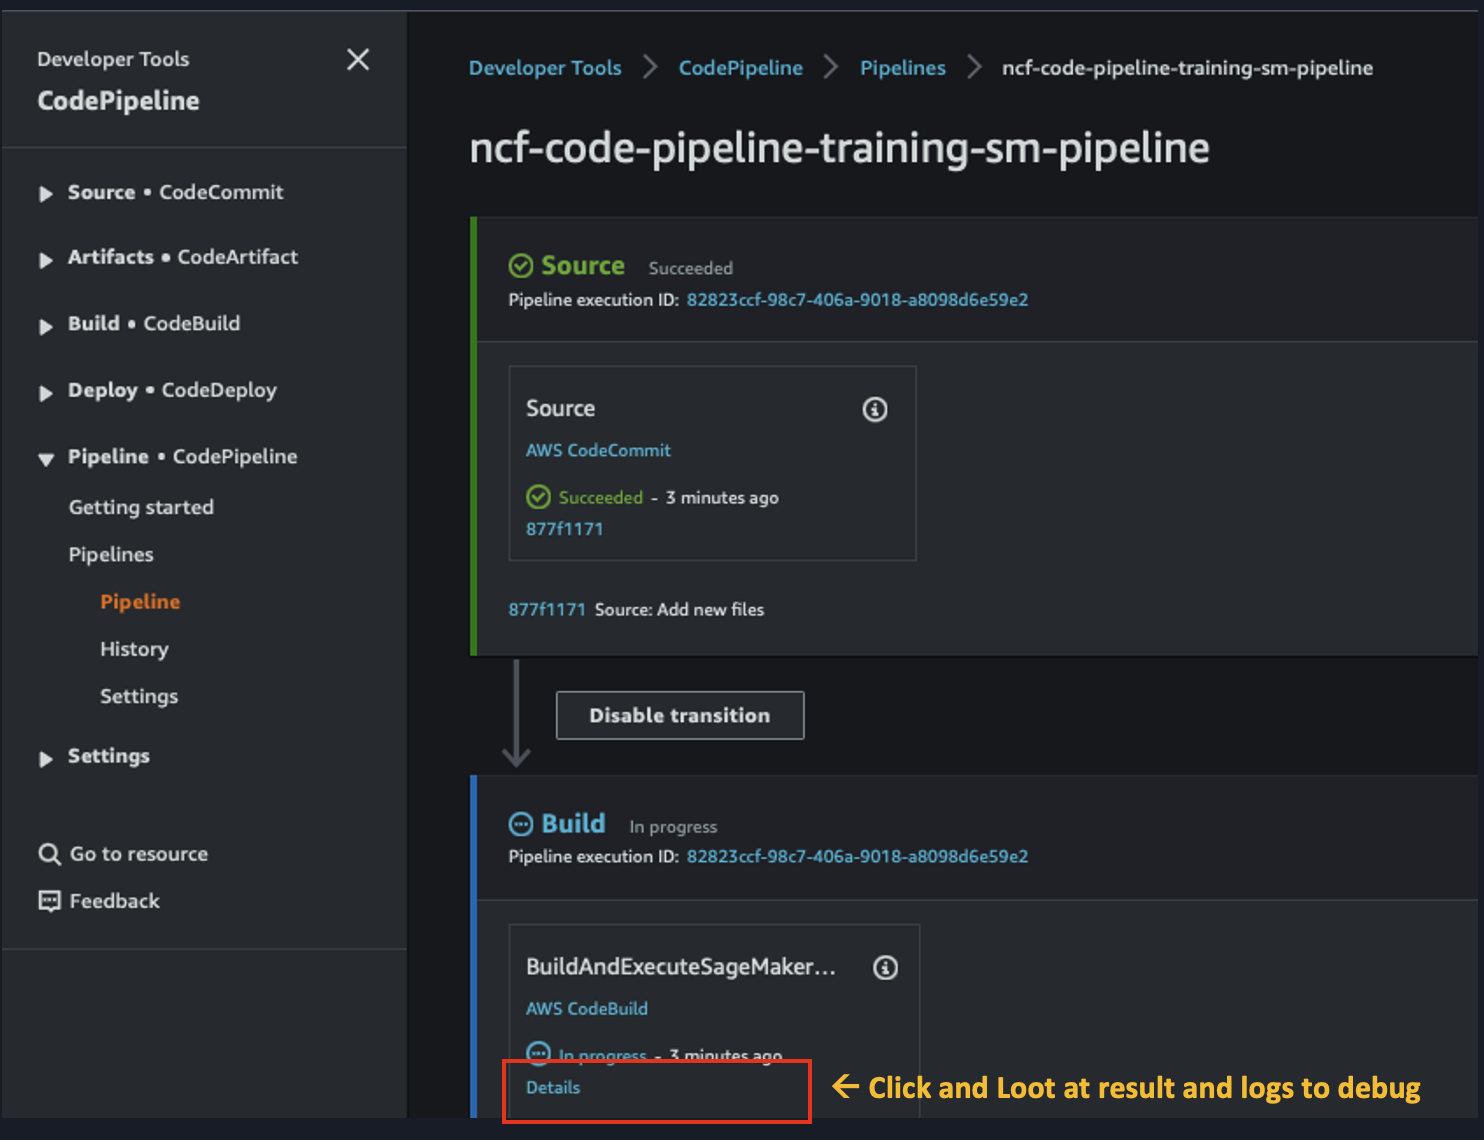 Developer Tools
CodePipeline
Source • CodeCommit
Artifacts • CodeArtifact
Build • CodeBuild
Deploy • CodeDeploy
Pipeline • CodePipeline
Getting started
Pipelines
Pipeline
History
Settings
Settings
Go to resource
Feedback
Developer Tools > CodePipeline > Pipelines > ncf-code-pipeline-training-sm-pipeline
ncf-code-pipeline-training-sm-pipeline
Source Succeeded
Pipeline execution ID: 82823ccf-98c7-406a-9018-a8098d6e59e2
Source
AWS CodeCommit
Succeeded - 3 minutes ago
877f1171
877f1171 Source: Add new files
Disable transition
Build In progress
Pipeline execution ID: 82823ccf-98c7-406a-9018-a8098d6e59e2
BuildAndExecuteSageMaker...
AWS CodeBuild
In progress - 3 minutes ago
Details
← Click and Loot at result and logs to debug